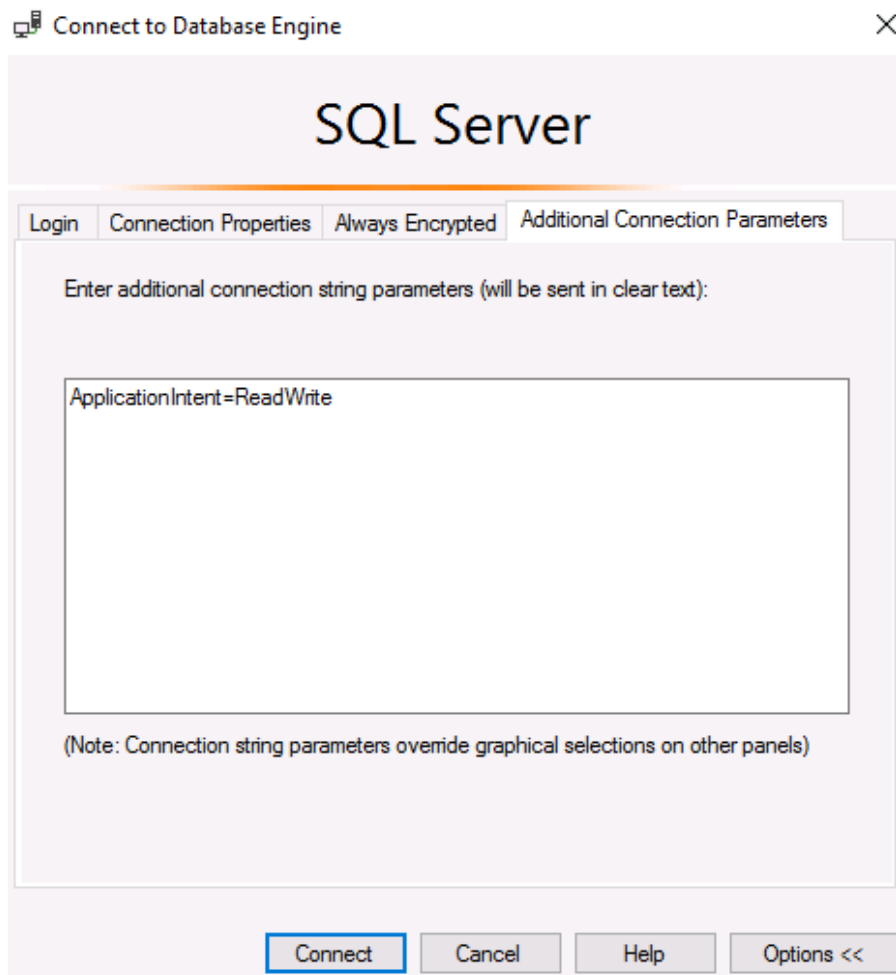 Connect to Database Engine
SQL Server
Login Connection Properties Always Encrypted Additional Connection Parameters
Enter additional connection string parameters (will be sent in clear text):
ApplicationIntent=ReadWrite
(Note: Connection string parameters override graphical selections on other panels)
Connect Cancel Help Options <<